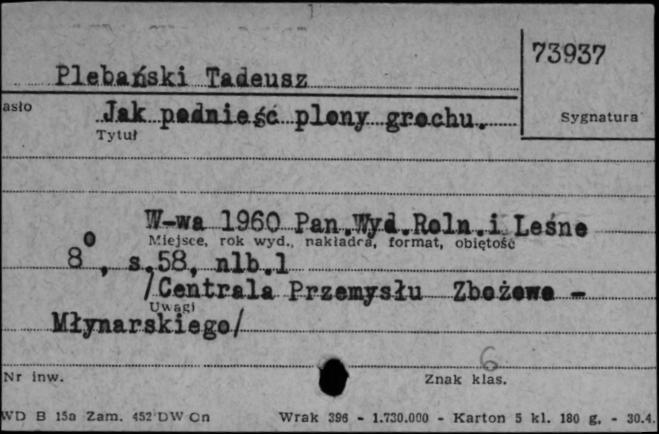 73937
Plebański Tadeusz
asło
Jak podnieść plony grochu.
Sygnatura
Tytuł
W-wa 1960 Pan.Wyd.Roln.i Leśne
Miejsce, rok wyd., nakładca, format, objętość
8°, s.58, nlb.1
/Centrala Przemysłu Zbożowo -
Uwagi
Młynarskiego/
6
Nr inw.
Znak klas.
WD B 15a Zam. 452 DW Cn Wrak 396 - 1.730.000 - Karton 5 kl. 180 g. - 30.4.